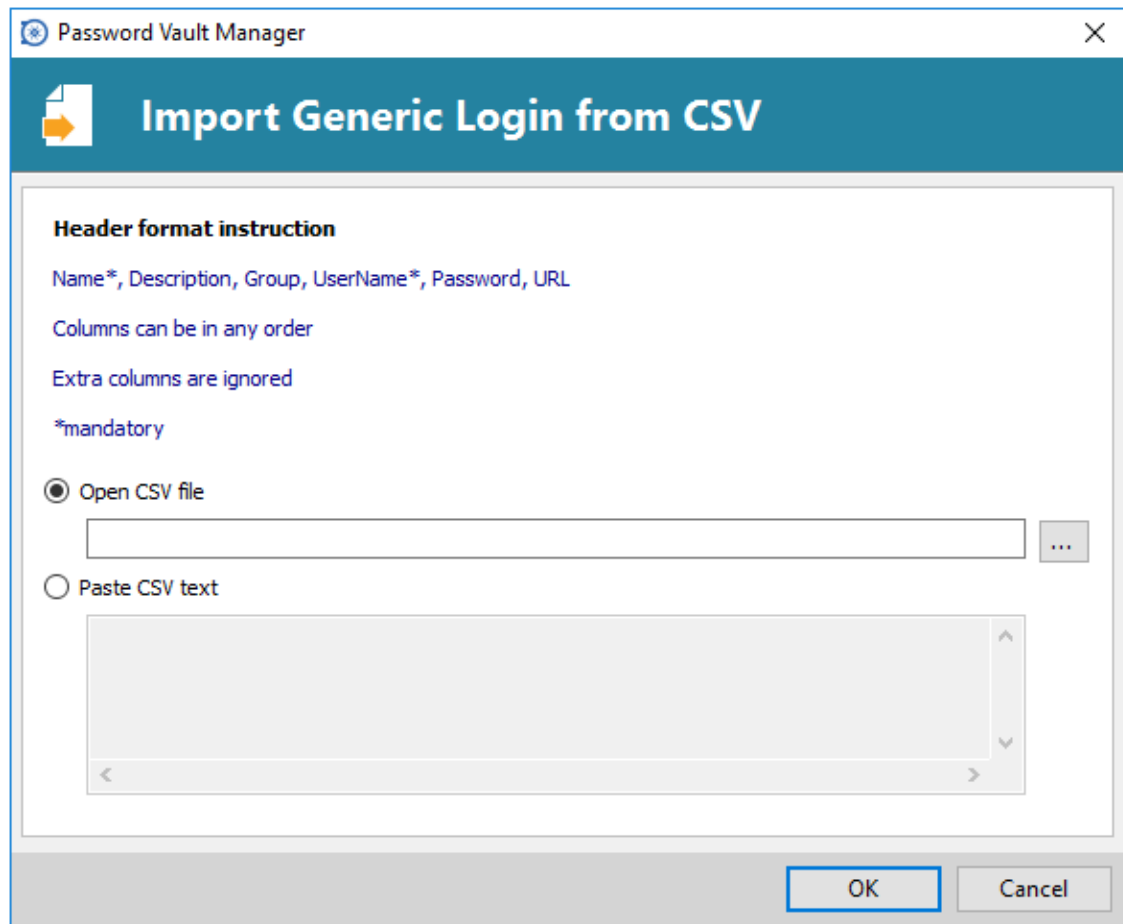 Password Vault Manager
Import Generic Login from CSV
Header format instruction
Name*, Description, Group, UserName*, Password, URL
Columns can be in any order
Extra columns are ignored
*mandatory
Open CSV file
...
Paste CSV text
OK
Cancel